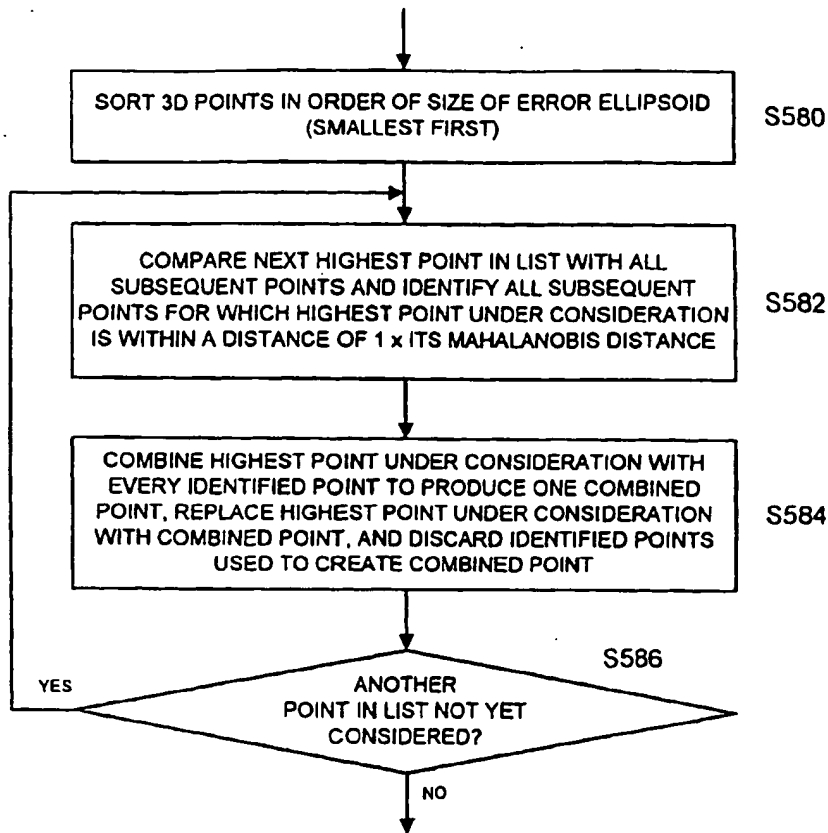 SORT 3D POINTS IN ORDER OF SIZE OF ERROR ELLIPSOID
(SMALLEST FIRST)
S580
COMPARE NEXT HIGHEST POINT IN LIST WITH ALL
SUBSEQUENT POINTS AND IDENTIFY ALL SUBSEQUENT
POINTS FOR WHICH HIGHEST POINT UNDER CONSIDERATION
IS WITHIN A DISTANCE OF 1 x ITS MAHALANOBIS DISTANCE
S582
COMBINE HIGHEST POINT UNDER CONSIDERATION WITH
EVERY IDENTIFIED POINT TO PRODUCE ONE COMBINED
POINT, REPLACE HIGHEST POINT UNDER CONSIDERATION
WITH COMBINED POINT, AND DISCARD IDENTIFIED POINTS
USED TO CREATE COMBINED POINT
S584
S586
YES
ANOTHER
POINT IN LIST NOT YET
CONSIDERED?
NO